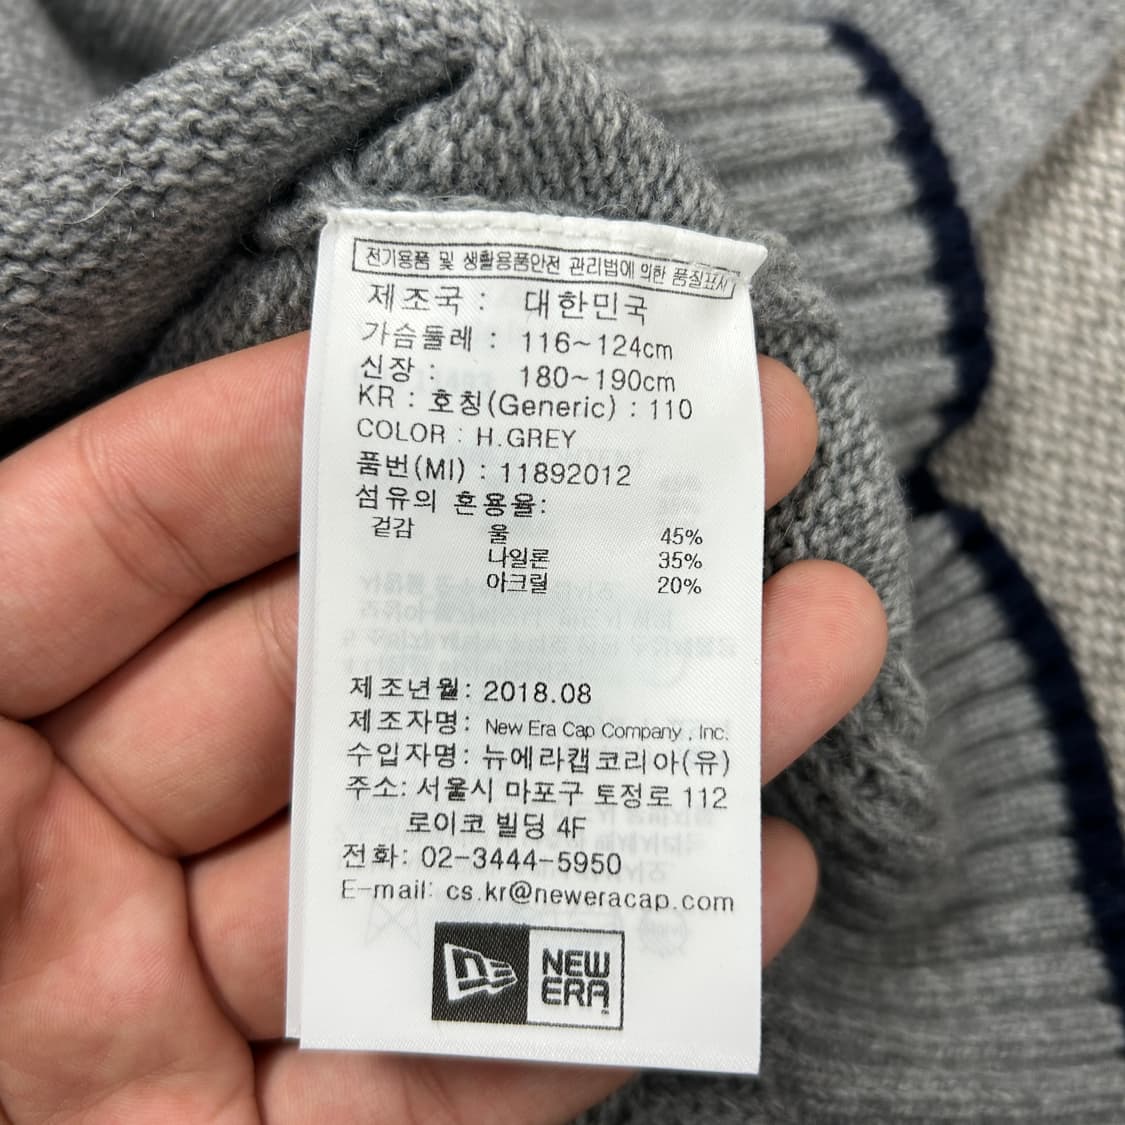 전기용품 및 생활용품안전 관리법에 의한 품질표시
제조국 : 대한민국
가슴둘레 : 116~124cm
신장 : 180~190cm
KR : 호칭(Generic) : 110
COLOR : H.GREY
품번(MI) : 11892012
섬유의 혼용율:
겉감 울 45%
나일론 35%
아크릴 20%
제조년월: 2018.08
제조자명: New Era Cap Company , Inc.
수입자명: 뉴에라캡코리아(유)
주소: 서울시 마포구 토정로 112
로이코 빌딩 4F
전화: 02-3444-5950
E-mail: cs.kr@neweracap.com
NEW
ERA